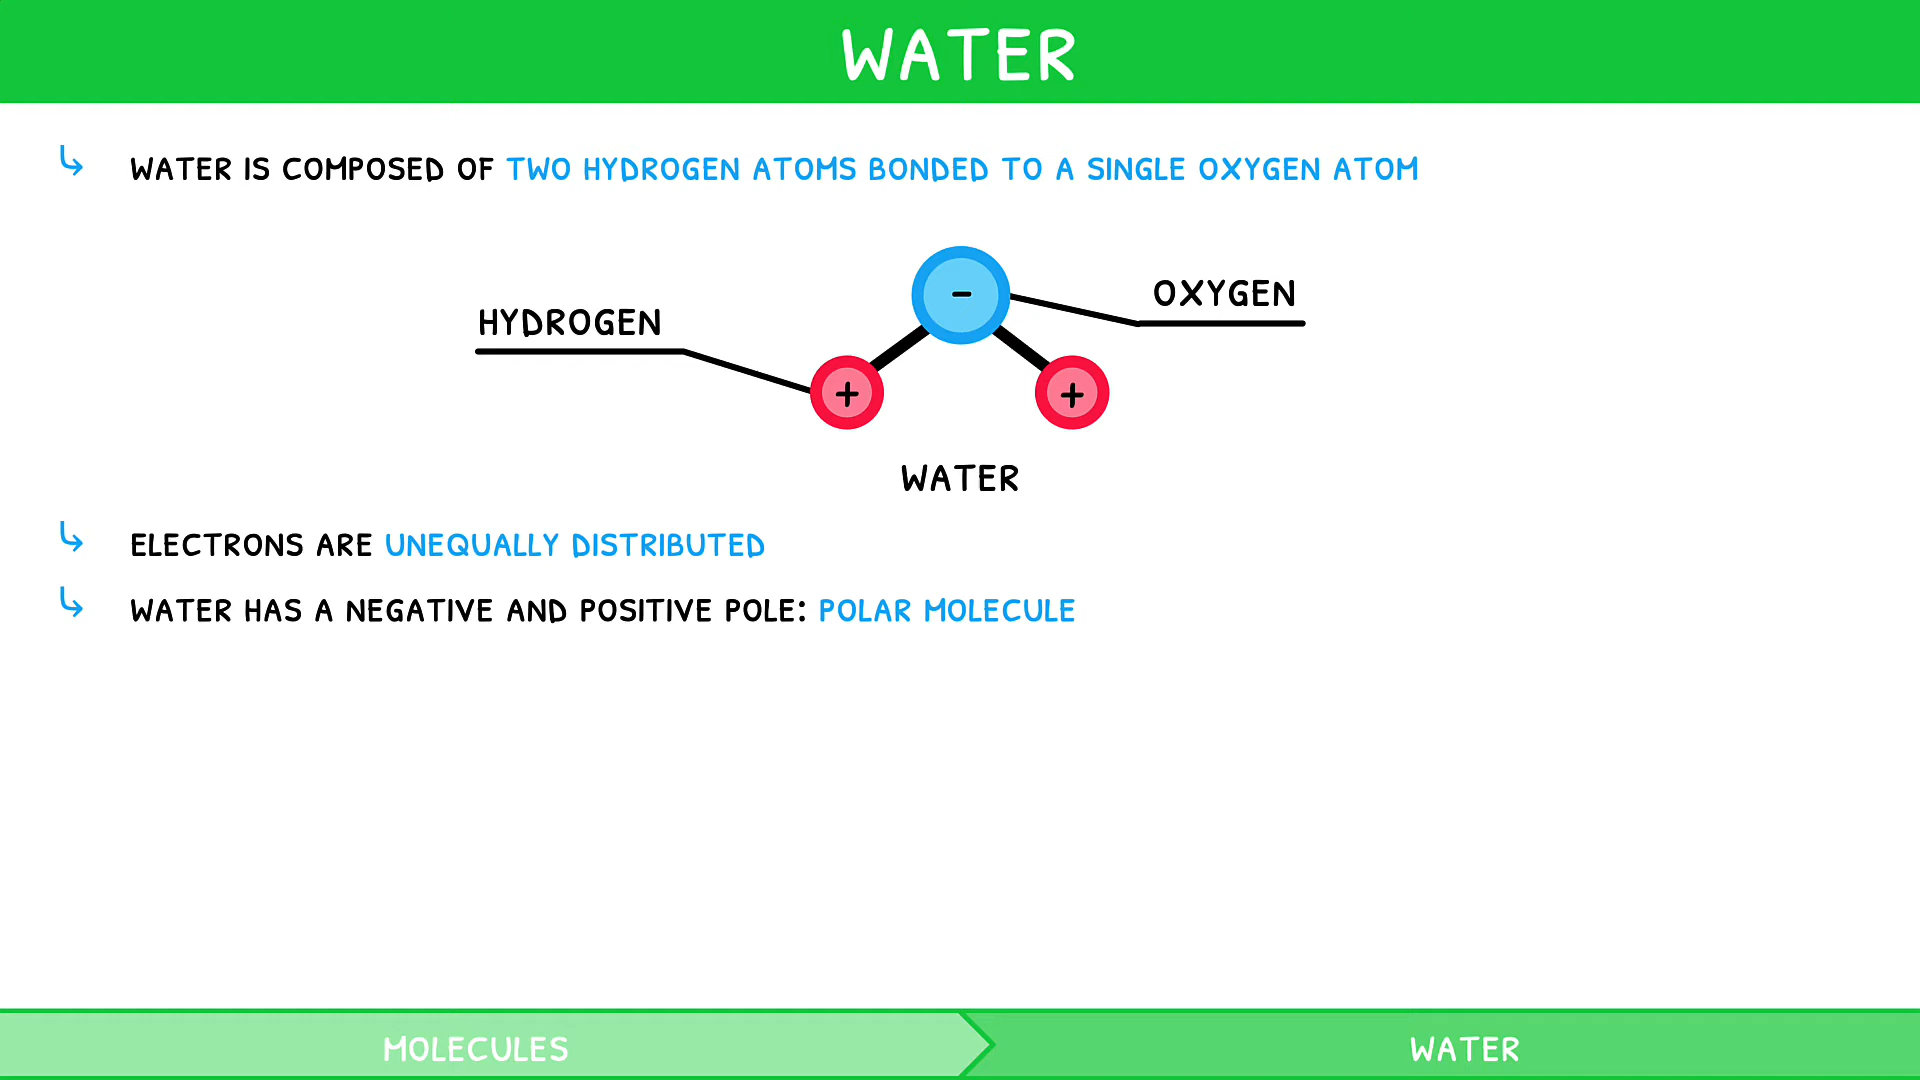 WATER
WATER IS COMPOSED OF TWO HYDROGEN ATOMS BONDED TO A SINGLE OXYGEN ATOM
OXYGEN
HYDROGEN
-
+ +
WATER
ELECTRONS ARE UNEQUALLY DISTRIBUTED
WATER HAS A NEGATIVE AND POSITIVE POLE: POLAR MOLECULE
MOLECULES
WATER